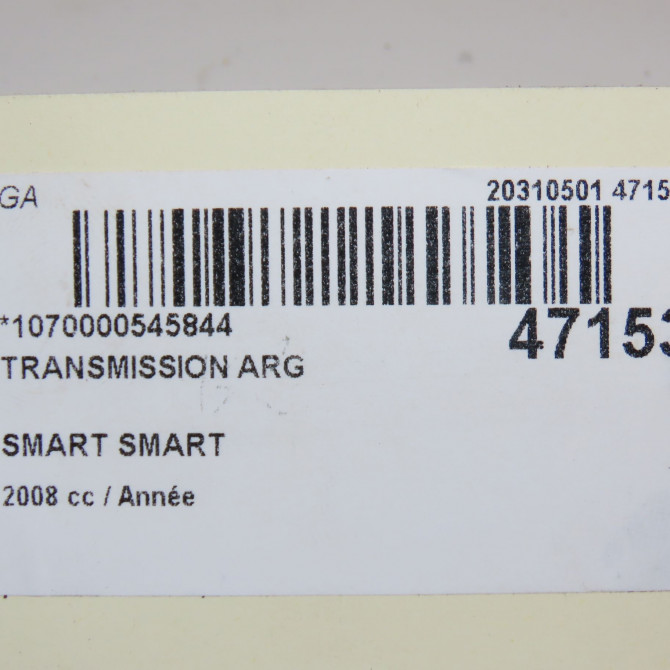 GA 20310501 4715
*1070000545844 47153
TRANSMISSION ARG
SMART SMART
2008 cc / Année